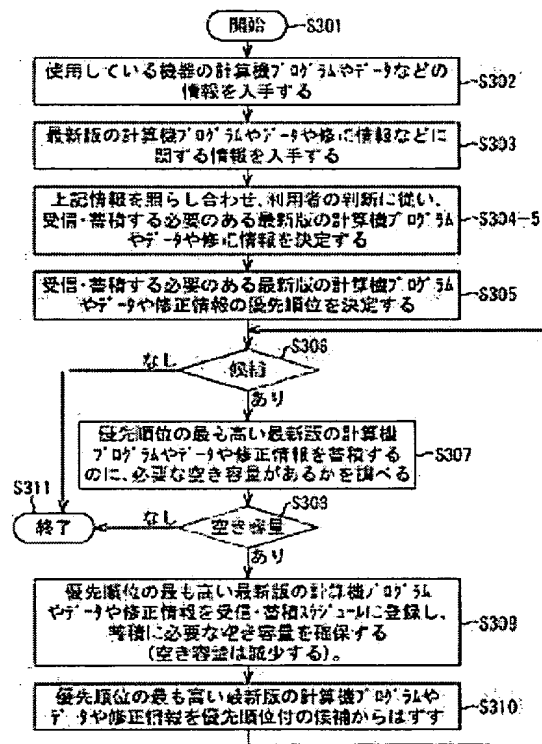 開始
S301
使用している機器の計算機ﾌﾟﾛｸﾞﾗﾑやデータなどの
情報を入手する
S302
最新版の計算機ﾌﾟﾛｸﾞﾗﾑやデータや修正情報などに
関する情報を入手する
S303
上記情報を照らし合わせ、利用者の判断に従い、
受信・蓄積する必要のある最新版の計算機ﾌﾟﾛｸﾞﾗﾑ
やデータや修正情報を決定する
S304-5
受信・蓄積する必要のある最新版の計算機ﾌﾟﾛｸﾞﾗﾑ
やデータや修正情報の優先順位を決定する
S305
S306
なし
候補
あり
優先順位の最も高い最新版の計算機
ﾌﾟﾛｸﾞﾗﾑやデータや修正情報を蓄積する
のに、必要な空き容量があるかを調べる
S307
S311
終了
なし
空き容量
S308
あり
優先順位の最も高い最新版の計算機ﾌﾟﾛｸﾞﾗﾑ
やデータや修正情報を受信・蓄積ｽｹｼﾞｭｰﾙに登録し、
蓄積に必要な空き容量を確保する
(空き容量は減少する)。
S309
優先順位の最も高い最新版の計算機ﾌﾟﾛｸﾞﾗﾑや
データや修正情報を優先順位付の候補からはずす
S310